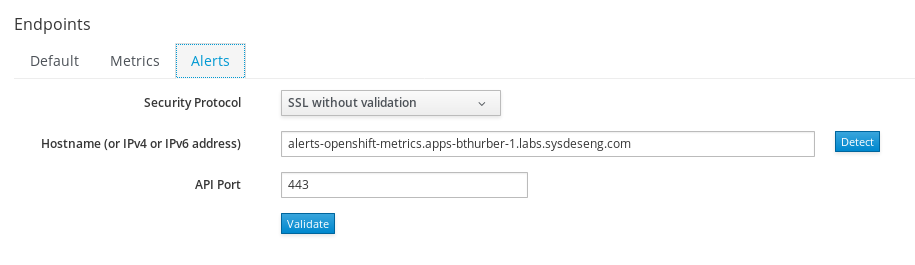 Endpoints
Default Metrics Alerts
Security Protocol SSL without validation
Hostname (or IPv4 or IPv6 address) alerts-openshift-metrics.apps-bthurber-1.labs.sysdeseng.com Detect
API Port 443
Validate